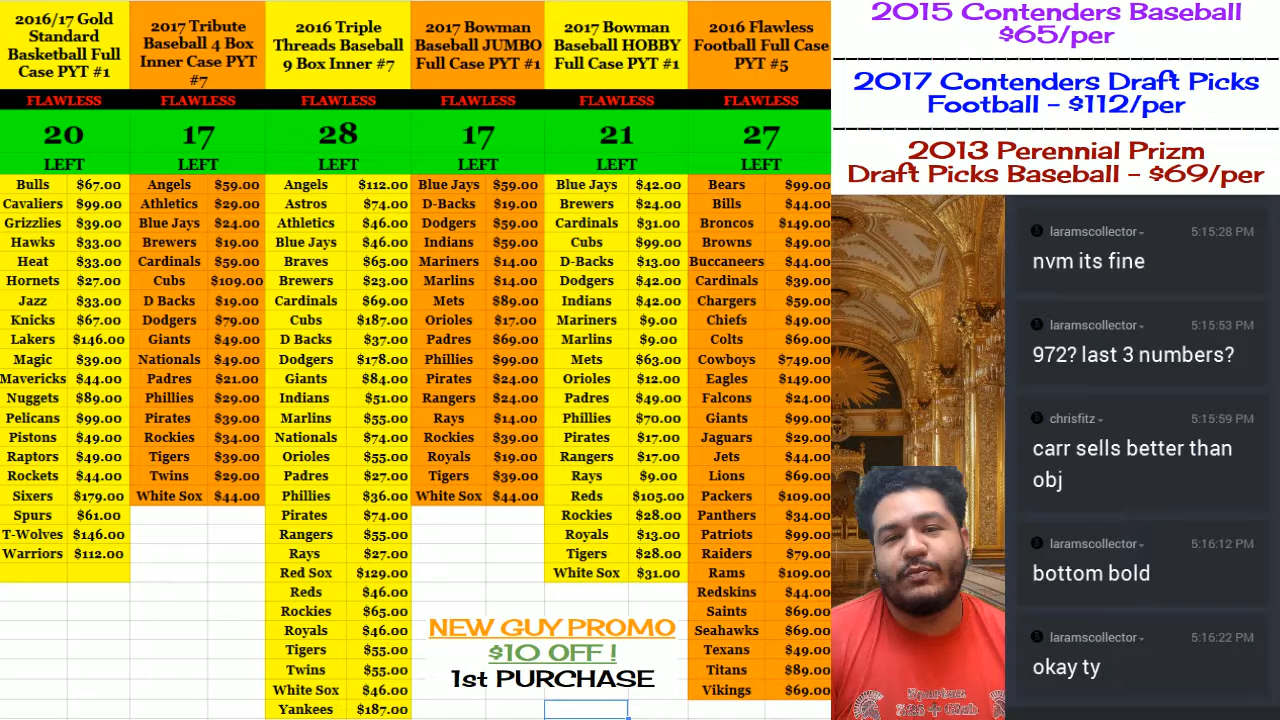 2016/17 Gold
Standard
Basketball Full
Case PYT #1
FLAWLESS
20
LEFT
Bulls $67.00
Cavaliers $99.00
Grizzlies $39.00
Hawks $33.00
Heat $33.00
Hornets $27.00
Jazz $33.00
Knicks $67.00
Lakers $146.00
Magic $39.00
Mavericks $44.00
Nuggets $89.00
Pelicans $99.00
Pistons $49.00
Raptors $49.00
Rockets $44.00
Sixers $179.00
Spurs $61.00
T-Wolves $146.00
Warriors $112.00
2017 Tribute
Baseball 4 Box
Inner Case PYT
#7
FLAWLESS
17
LEFT
Angels $59.00
Athletics $29.00
Blue Jays $24.00
Brewers $19.00
Cardinals $59.00
Cubs $109.00
D Backs $19.00
Dodgers $79.00
Giants $49.00
Nationals $49.00
Padres $21.00
Phillies $29.00
Pirates $39.00
Rockies $34.00
Tigers $39.00
Twins $29.00
White Sox $44.00
2016 Triple
Threads Baseball
9 Box Inner #7
FLAWLESS
28
LEFT
Angels $112.00
Astros $74.00
Athletics $46.00
Blue Jays $46.00
Braves $65.00
Brewers $23.00
Cardinals $69.00
Cubs $187.00
D Backs $37.00
Dodgers $178.00
Giants $84.00
Indians $51.00
Marlins $55.00
Nationals $74.00
Orioles $55.00
Padres $27.00
Phillies $36.00
Pirates $74.00
Rangers $55.00
Rays $27.00
Red Sox $129.00
Reds $46.00
Rockies $65.00
Royals $46.00
Tigers $55.00
Twins $55.00
White Sox $46.00
Yankees $187.00
2017 Bowman
Baseball JUMBO
Full Case PYT #1
FLAWLESS
17
LEFT
Blue Jays $59.00
D-Backs $19.00
Dodgers $59.00
Indians $59.00
Mariners $14.00
Marlins $14.00
Mets $89.00
Orioles $17.00
Padres $69.00
Phillies $99.00
Pirates $24.00
Rangers $24.00
Rays $14.00
Rockies $39.00
Royals $19.00
Tigers $39.00
White Sox $44.00
2017 Bowman
Baseball HOBBY
Full Case PYT #1
FLAWLESS
21
LEFT
Blue Jays $42.00
Brewers $24.00
Cardinals $31.00
Cubs $99.00
D-Backs $13.00
Dodgers $42.00
Indians $42.00
Mariners $9.00
Marlins $9.00
Mets $63.00
Orioles $12.00
Padres $49.00
Phillies $70.00
Pirates $17.00
Rangers $17.00
Rays $9.00
Reds $105.00
Rockies $28.00
Royals $13.00
Tigers $28.00
White Sox $31.00
NEW GUY PROMO
$10 OFF !
1st PURCHASE
2016 Flawless
Football Full Case
PYT #5
FLAWLESS
27
LEFT
Bears $99.00
Bills $44.00
Broncos $149.00
Browns $49.00
Buccaneers $44.00
Cardinals $39.00
Chargers $59.00
Chiefs $49.00
Colts $69.00
Cowboys $749.00
Eagles $149.00
Falcons $24.00
Giants $99.00
Jaguars $29.00
Jets $44.00
Lions $69.00
Packers $109.00
Panthers $34.00
Patriots $99.00
Raiders $79.00
Rams $109.00
Redskins $44.00
Saints $69.00
Seahawks $69.00
Texans $49.00
Titans $89.00
Vikings $69.00
2015 Contenders Baseball
$65/per
2017 Contenders Draft Picks
Football - $112/per
2013 Perennial Prizm
Draft Picks Baseball - $69/per
laramscollector 5:15:28 PM
nvm its fine
laramscollector 5:15:53 PM
972? last 3 numbers?
chrisfitz 5:15:59 PM
carr sells better than
obj
laramscollector 5:16:12 PM
bottom bold
laramscollector 5:16:22 PM
okay ty